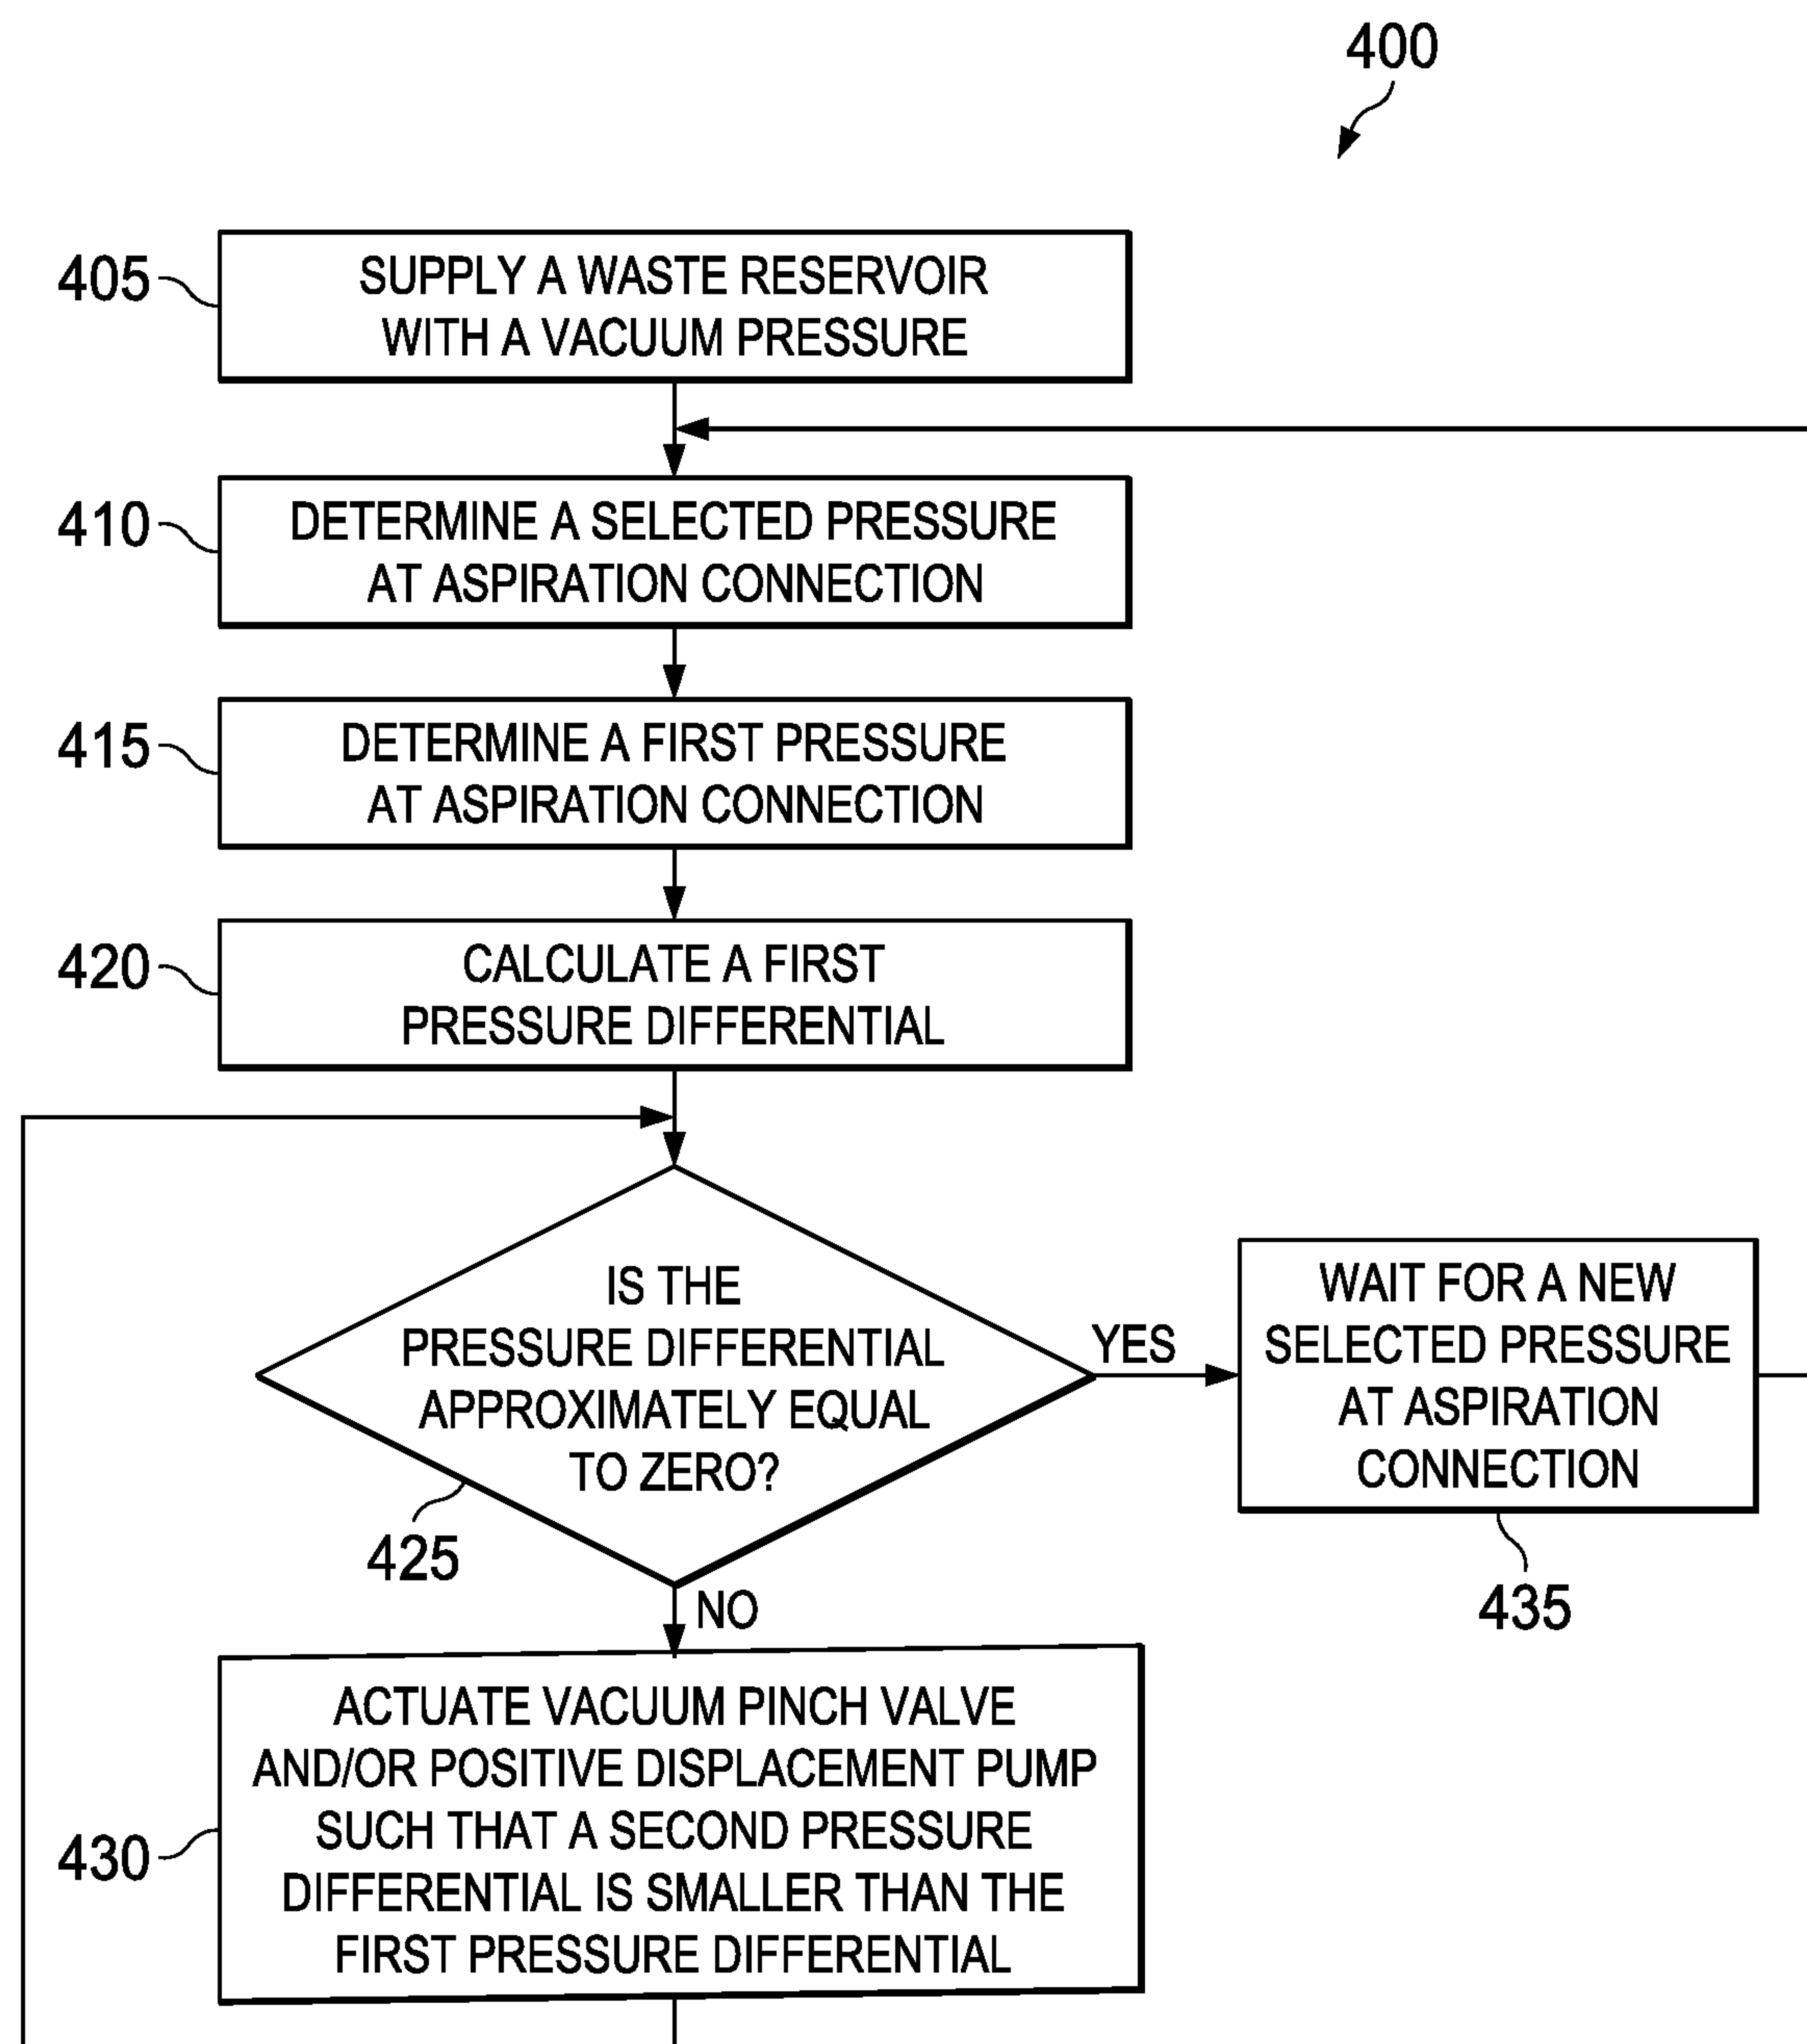 400
405
SUPPLY A WASTE RESERVOIR
WITH A VACUUM PRESSURE
410
DETERMINE A SELECTED PRESSURE
AT ASPIRATION CONNECTION
415
DETERMINE A FIRST PRESSURE
AT ASPIRATION CONNECTION
420
CALCULATE A FIRST
PRESSURE DIFFERENTIAL
IS THE
PRESSURE DIFFERENTIAL
APPROXIMATELY EQUAL
TO ZERO?
425
YES
WAIT FOR A NEW
SELECTED PRESSURE
AT ASPIRATION
CONNECTION
435
NO
430
ACTUATE VACUUM PINCH VALVE
AND/OR POSITIVE DISPLACEMENT PUMP
SUCH THAT A SECOND PRESSURE
DIFFERENTIAL IS SMALLER THAN THE
FIRST PRESSURE DIFFERENTIAL